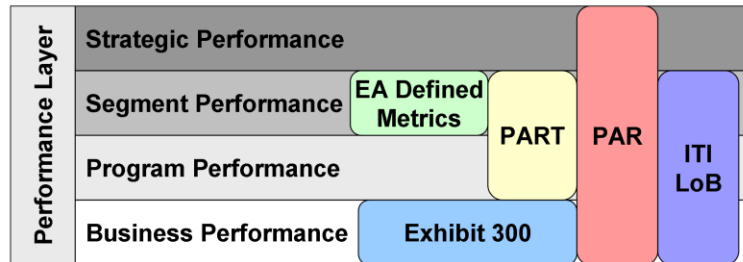 Performance Layer
Strategic Performance
Segment Performance
Program Performance
Business Performance
EA Defined
Metrics
PART
PAR
ITI
LoB
Exhibit 300